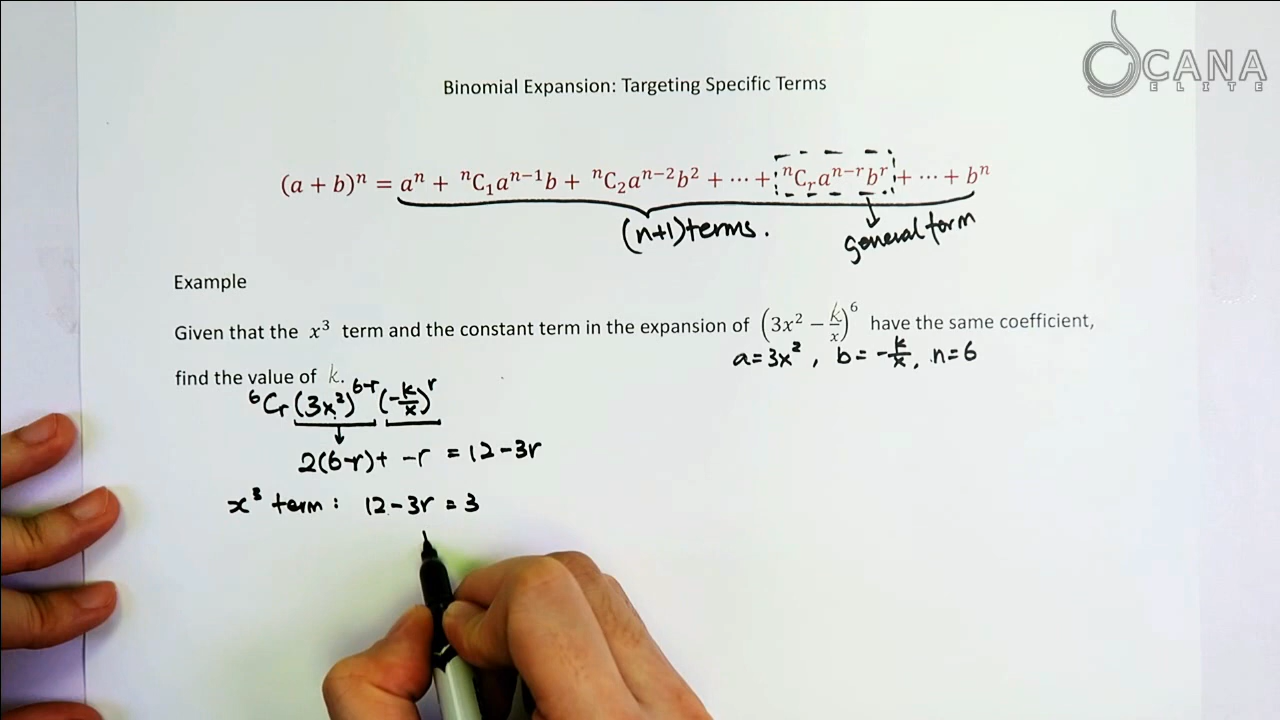 OCANA
ELITE
Binomial Expansion: Targeting Specific Terms
(a + b)ⁿ = aⁿ + ⁿC₁aⁿ⁻¹b + ⁿC₂aⁿ⁻²b² + ⋯ + ⁿCᵣaⁿ⁻ʳbʳ + ⋯ + bⁿ
(n+1) terms.
general term
Example
Given that the x³ term and the constant term in the expansion of (3x² − k/x)⁶ have the same coefficient,
a=3x², b=-k/x, n=6
find the value of k.
⁶Cr (3x²)⁶⁻ʳ (-k/x)ʳ
2(6-r) + -r = 12-3r
x³ term: 12-3r = 3